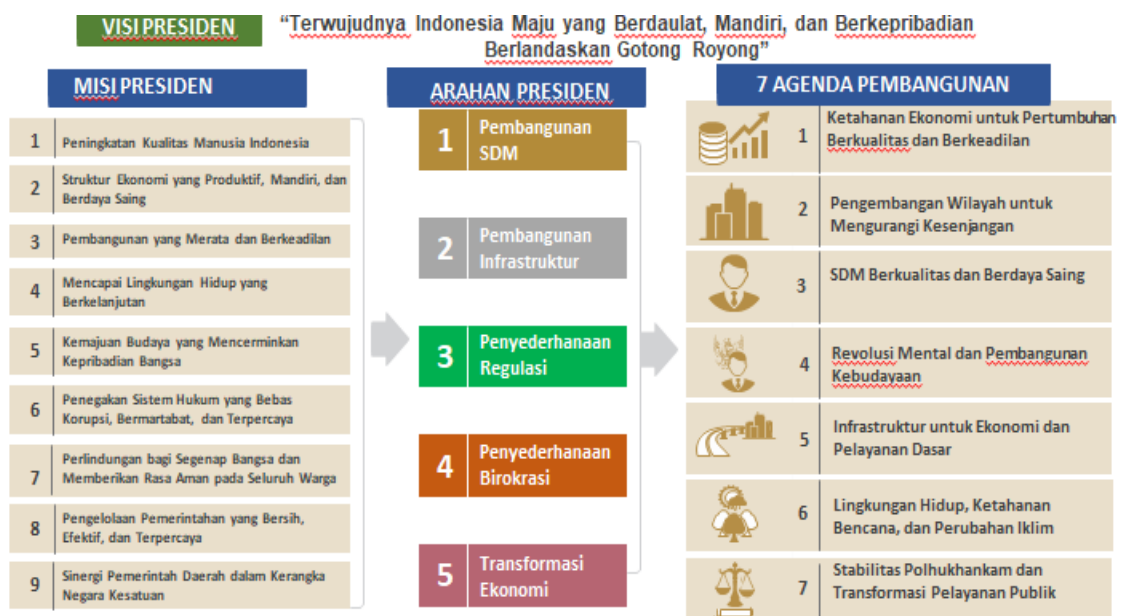 VISI PRESIDEN
“Terwujudnya Indonesia Maju yang Berdaulat, Mandiri, dan Berkepribadian
Berlandaskan Gotong Royong”
MISI PRESIDEN
1
Peningkatan Kualitas Manusia Indonesia
2
Struktur Ekonomi yang Produktif, Mandiri, dan
Berdaya Saing
3
Pembangunan yang Merata dan Berkeadilan
4
Mencapai Lingkungan Hidup yang
Berkelanjutan
5
Kemajuan Budaya yang Mencerminkan
Kepribadian Bangsa
6
Penegakan Sistem Hukum yang Bebas
Korupsi, Bermartabat, dan Terpercaya
7
Perlindungan bagi Segenap Bangsa dan
Memberikan Rasa Aman pada Seluruh Warga
8
Pengelolaan Pemerintahan yang Bersih,
Efektif, dan Terpercaya
9
Sinergi Pemerintah Daerah dalam Kerangka
Negara Kesatuan
ARAHAN PRESIDEN
1
Pembangunan
SDM
2
Pembangunan
Infrastruktur
3
Penyederhanaan
Regulasi
4
Penyederhanaan
Birokrasi
5
Transformasi
Ekonomi
7 AGENDA PEMBANGUNAN
1
Ketahanan Ekonomi untuk Pertumbuhan
Berkualitas dan Berkeadilan
2
Pengembangan Wilayah untuk
Mengurangi Kesenjangan
3
SDM Berkualitas dan Berdaya Saing
4
Revolusi Mental dan Pembangunan
Kebudayaan
5
Infrastruktur untuk Ekonomi dan
Pelayanan Dasar
6
Lingkungan Hidup, Ketahanan
Bencana, dan Perubahan Iklim
7
Stabilitas Polhukhankam dan
Transformasi Pelayanan Publik